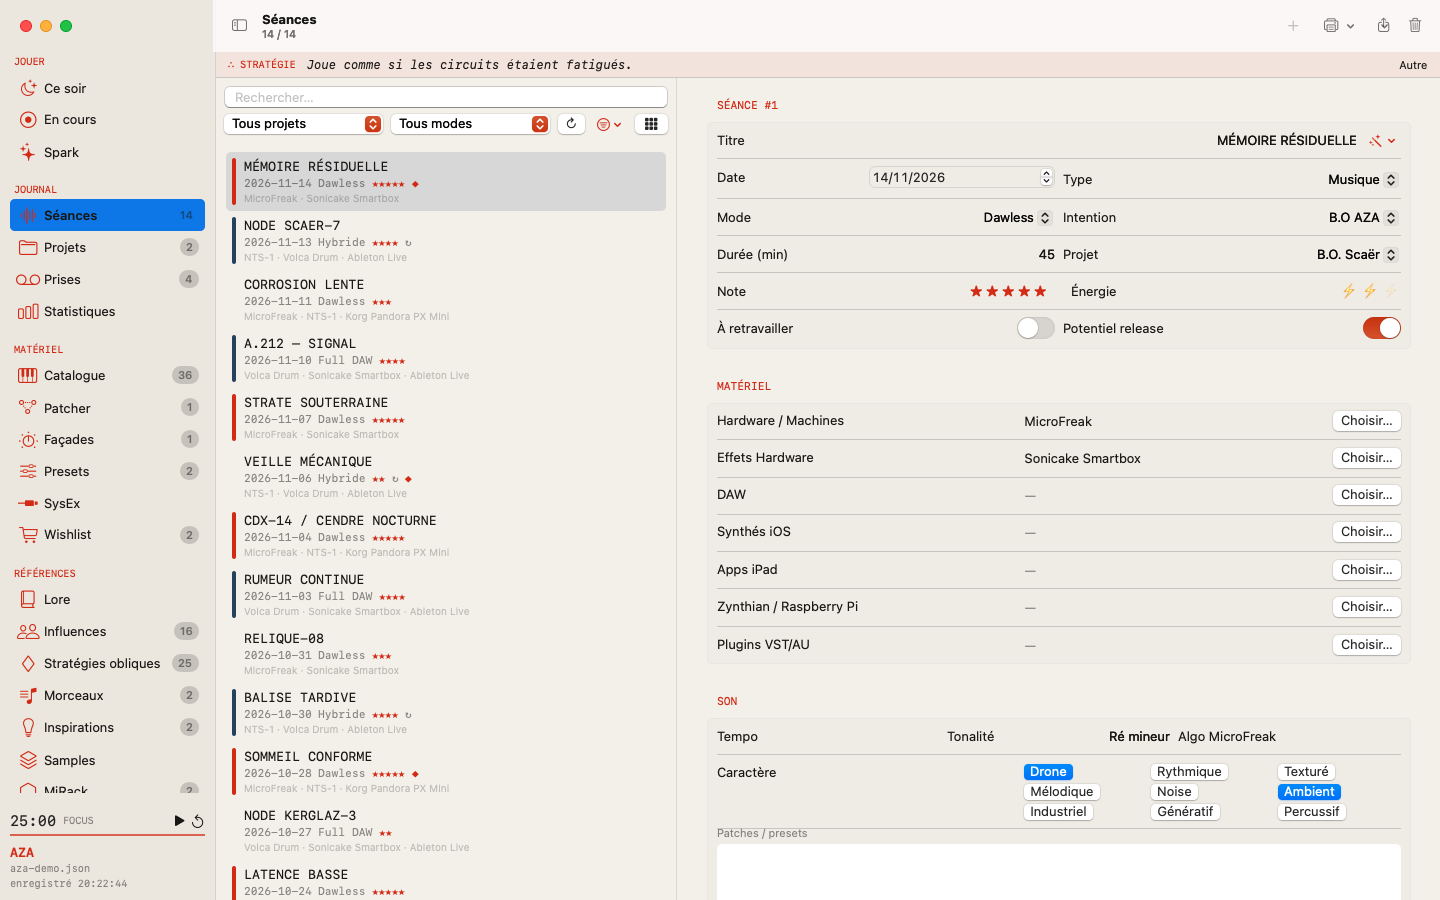 Séances
14 / 14
∴ STRATÉGIE Joue comme si les circuits étaient fatigués. Autre
JOUER
Ce soir
En cours
Spark
JOURNAL
Séances 14
Projets 2
Prises 4
Statistiques
MATÉRIEL
Catalogue 36
Patcher 1
Façades 1
Presets 2
SysEx
Wishlist 2
RÉFÉRENCES
Lore
Influences 16
Stratégies obliques 25
Morceaux 2
Inspirations 2
Samples
MiRack 2
25:00 FOCUS
AZA
aza-demo.json
enregistré 20:22:44
Rechercher...
Tous projets Tous modes
MÉMOIRE RÉSIDUELLE
2026-11-14 Dawless ★★★★★ ◆
MicroFreak · Sonicake Smartbox
NODE SCAER-7
2026-11-13 Hybride ★★★★ ↻
NTS-1 · Volca Drum · Ableton Live
CORROSION LENTE
2026-11-11 Dawless ★★★
MicroFreak · NTS-1 · Korg Pandora PX Mini
A.212 — SIGNAL
2026-11-10 Full DAW ★★★★
Volca Drum · Sonicake Smartbox · Ableton Live
STRATE SOUTERRAINE
2026-11-07 Dawless ★★★★★
MicroFreak · Sonicake Smartbox
VEILLE MÉCANIQUE
2026-11-06 Hybride ★★ ↻ ◆
NTS-1 · Volca Drum · Ableton Live
CDX-14 / CENDRE NOCTURNE
2026-11-04 Dawless ★★★★★
MicroFreak · NTS-1 · Korg Pandora PX Mini
RUMEUR CONTINUE
2026-11-03 Full DAW ★★★★
Volca Drum · Sonicake Smartbox · Ableton Live
RELIQUE-08
2026-10-31 Dawless ★★★
MicroFreak · Sonicake Smartbox
BALISE TARDIVE
2026-10-30 Hybride ★★★★ ↻
NTS-1 · Volca Drum · Ableton Live
SOMMEIL CONFORME
2026-10-28 Dawless ★★★★★ ◆
MicroFreak · NTS-1 · Korg Pandora PX Mini
NODE KERGLAZ-3
2026-10-27 Full DAW ★★
Volca Drum · Sonicake Smartbox · Ableton Live
LATENCE BASSE
2026-10-24 Dawless ★★★★★
SÉANCE #1
Titre MÉMOIRE RÉSIDUELLE
Date 14/11/2026 Type Musique
Mode Dawless Intention B.O AZA
Durée (min) 45 Projet B.O. Scaër
Note ★★★★★ Énergie
À retravailler Potentiel release
MATÉRIEL
Hardware / Machines MicroFreak Choisir...
Effets Hardware Sonicake Smartbox Choisir...
DAW — Choisir...
Synthés iOS — Choisir...
Apps iPad — Choisir...
Zynthian / Raspberry Pi — Choisir...
Plugins VST/AU — Choisir...
SON
Tempo Tonalité Ré mineur Algo MicroFreak
Caractère Drone Rythmique Texturé
Mélodique Noise Ambient
Industriel Génératif Percussif
Patches / presets